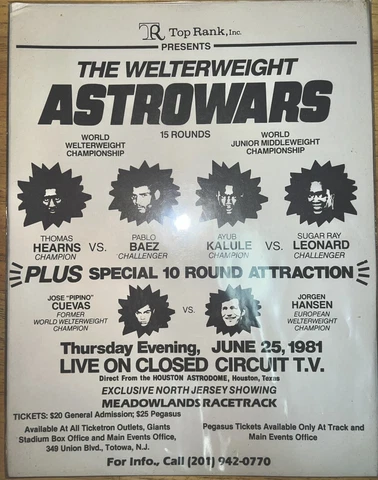 TR Top Rank, Inc.
PRESENTS
THE WELTERWEIGHT
ASTROWARS
WORLD
WELTERWEIGHT
CHAMPIONSHIP
15 ROUNDS
WORLD
JUNIOR MIDDLEWEIGHT
CHAMPIONSHIP
THOMAS
HEARNS
CHAMPION
VS.
PABLO
BAEZ
CHALLENGER
AYUB
KALULE
CHAMPION
VS.
SUGAR RAY
LEONARD
CHALLENGER
PLUS SPECIAL 10 ROUND ATTRACTION
JOSE "PIPINO"
CUEVAS
FORMER
WORLD WELTERWEIGHT
CHAMPION
VS.
JORGEN
HANSEN
EUROPEAN
WELTERWEIGHT
CHAMPION
Thursday Evening, JUNE 25, 1981
LIVE ON CLOSED CIRCUIT T.V.
Direct From the HOUSTON ASTRODOME, Houston, Texas
EXCLUSIVE NORTH JERSEY SHOWING
MEADOWLANDS RACETRACK
TICKETS: $20 General Admission; $25 Pegasus
Available At All Ticketron Outlets, Giants
Stadium Box Office and Main Events Office,
349 Union Blvd., Totowa, N.J.
Pegasus Tickets Available Only At Track and
Main Events Office
For Info., Call (201) 942-0770